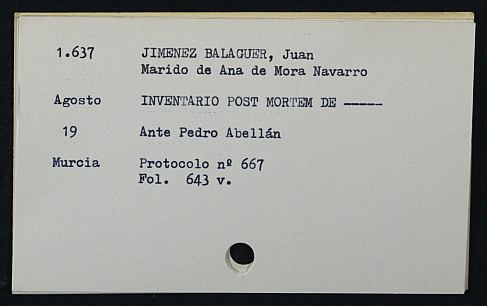 1.637 JIMENEZ BALAGUER, Juan
Marido de Ana de Mora Navarro
Agosto INVENTARIO POST MORTEM DE -----
19 Ante Pedro Abellán
Murcia Protocolo nº 667
Fol. 643 v.